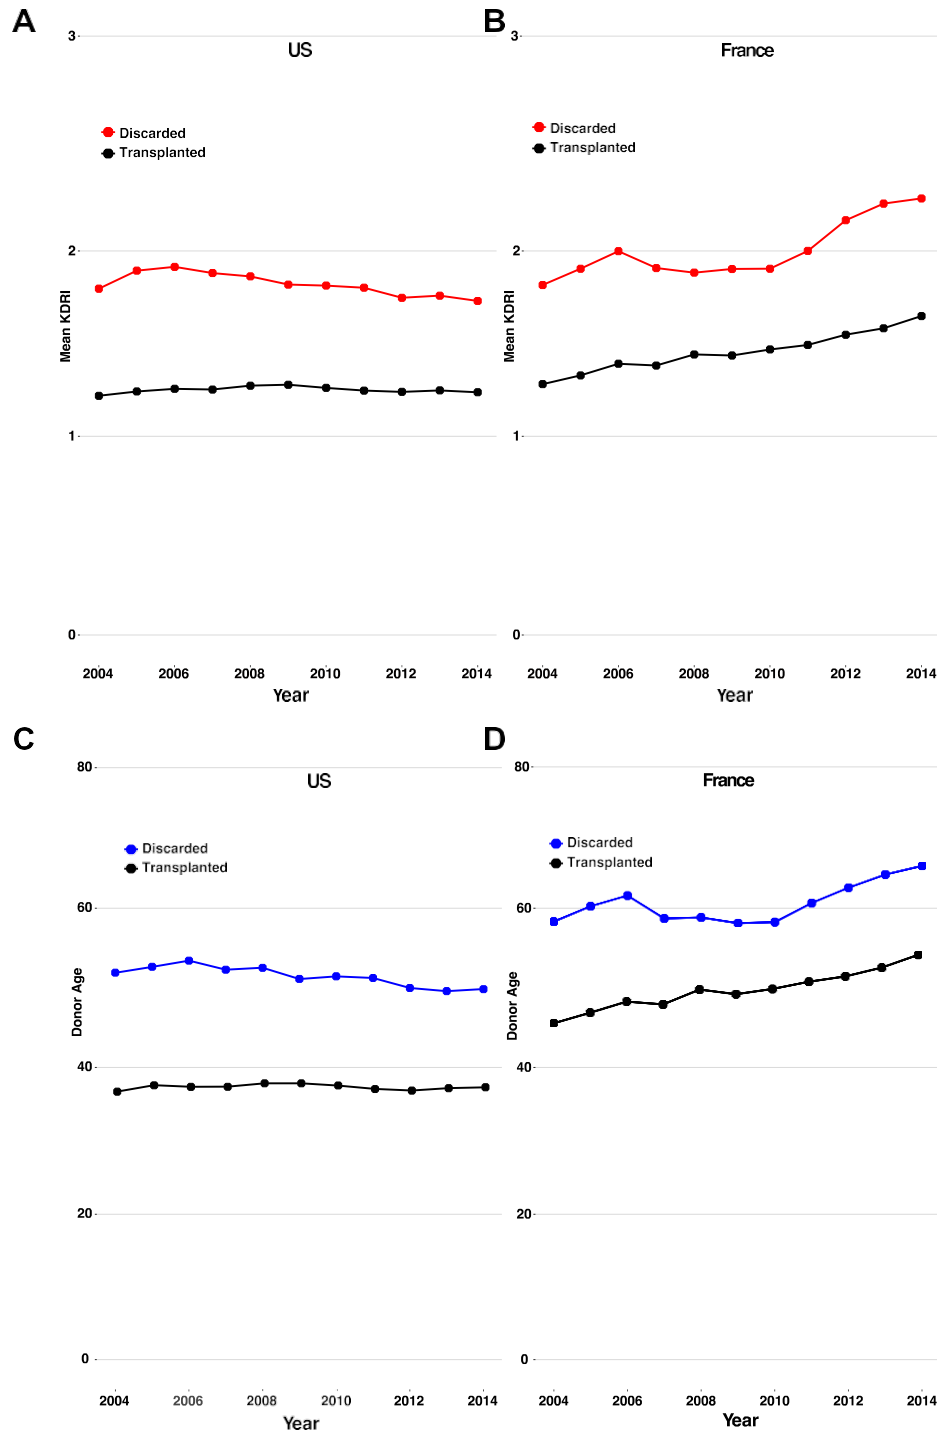 A
US
3
Discarded
Transplanted
2
Mean KDRI
1
0
2004 2006 2008 2010 2012 2014
Year
B
France
3
Discarded
Transplanted
2
Mean KDRI
1
0
2004 2006 2008 2010 2012 2014
Year
C
80
US
Discarded
Transplanted
60
Donor Age
40
20
0
2004 2006 2008 2010 2012 2014
Year
D
80
France
Discarded
Transplanted
60
Donor Age
40
20
0
2004 2006 2008 2010 2012 2014
Year